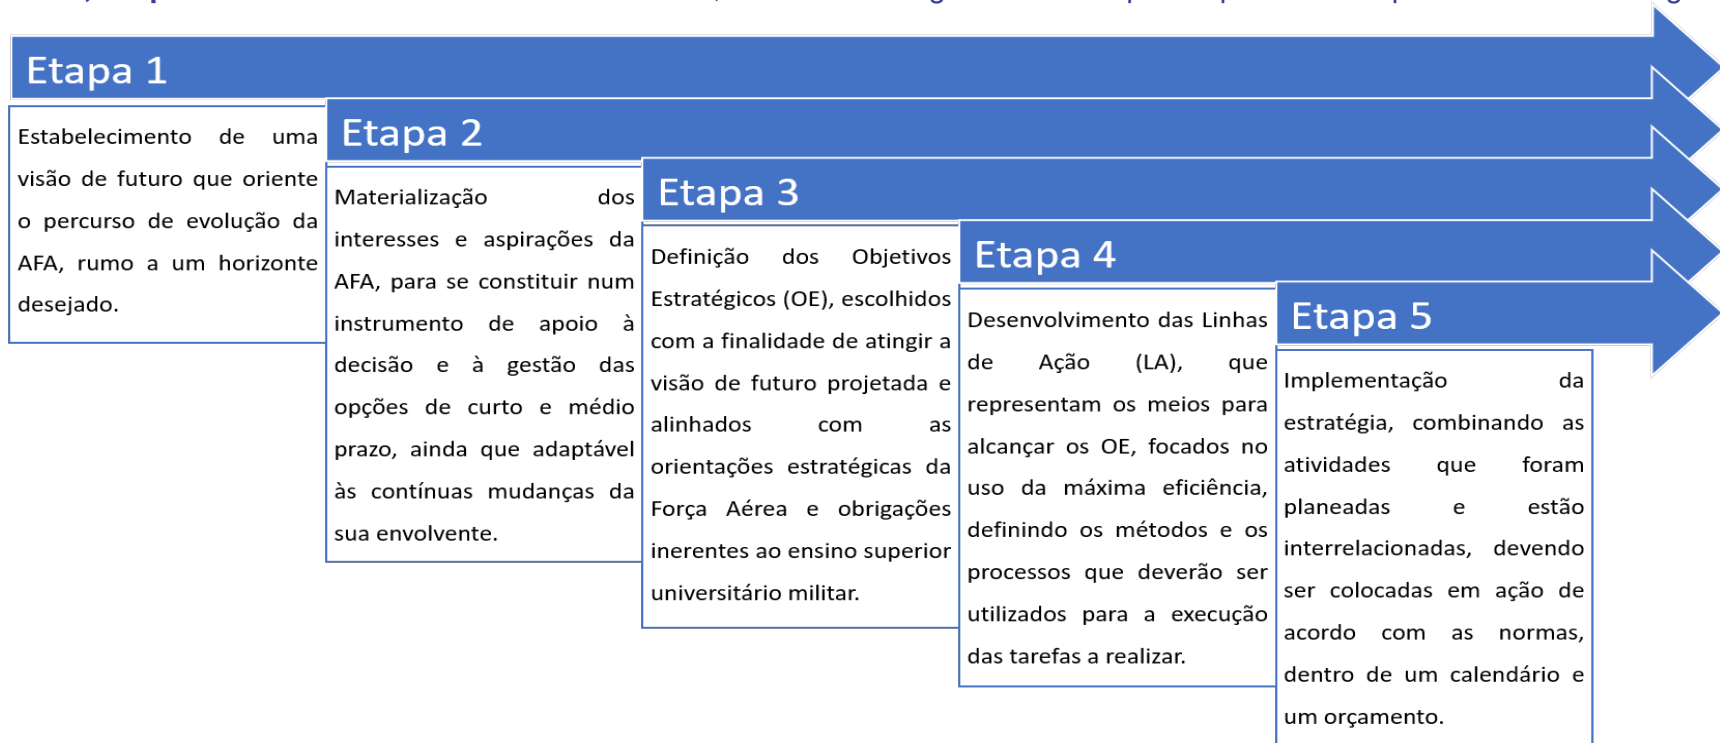 Etapa 1
Estabelecimento de uma
visão de futuro que oriente
o percurso de evolução da
AFA, rumo a um horizonte
desejado.
Etapa 2
Materialização dos
interesses e aspirações da
AFA, para se constituir num
instrumento de apoio à
decisão e à gestão das
opções de curto e médio
prazo, ainda que adaptável
às contínuas mudanças da
sua envolvente.
Etapa 3
Definição dos Objetivos
Estratégicos (OE), escolhidos
com a finalidade de atingir a
visão de futuro projetada e
alinhados com as
orientações estratégicas da
Força Aérea e obrigações
inerentes ao ensino superior
universitário militar.
Etapa 4
Desenvolvimento das Linhas
de Ação (LA), que
representam os meios para
alcançar os OE, focados no
uso da máxima eficiência,
definindo os métodos e os
processos que deverão ser
utilizados para a execução
das tarefas a realizar.
Etapa 5
Implementação da
estratégia, combinando as
atividades que foram
planeadas e estão
interrelacionadas, devendo
ser colocadas em ação de
acordo com as normas,
dentro de um calendário e
um orçamento.